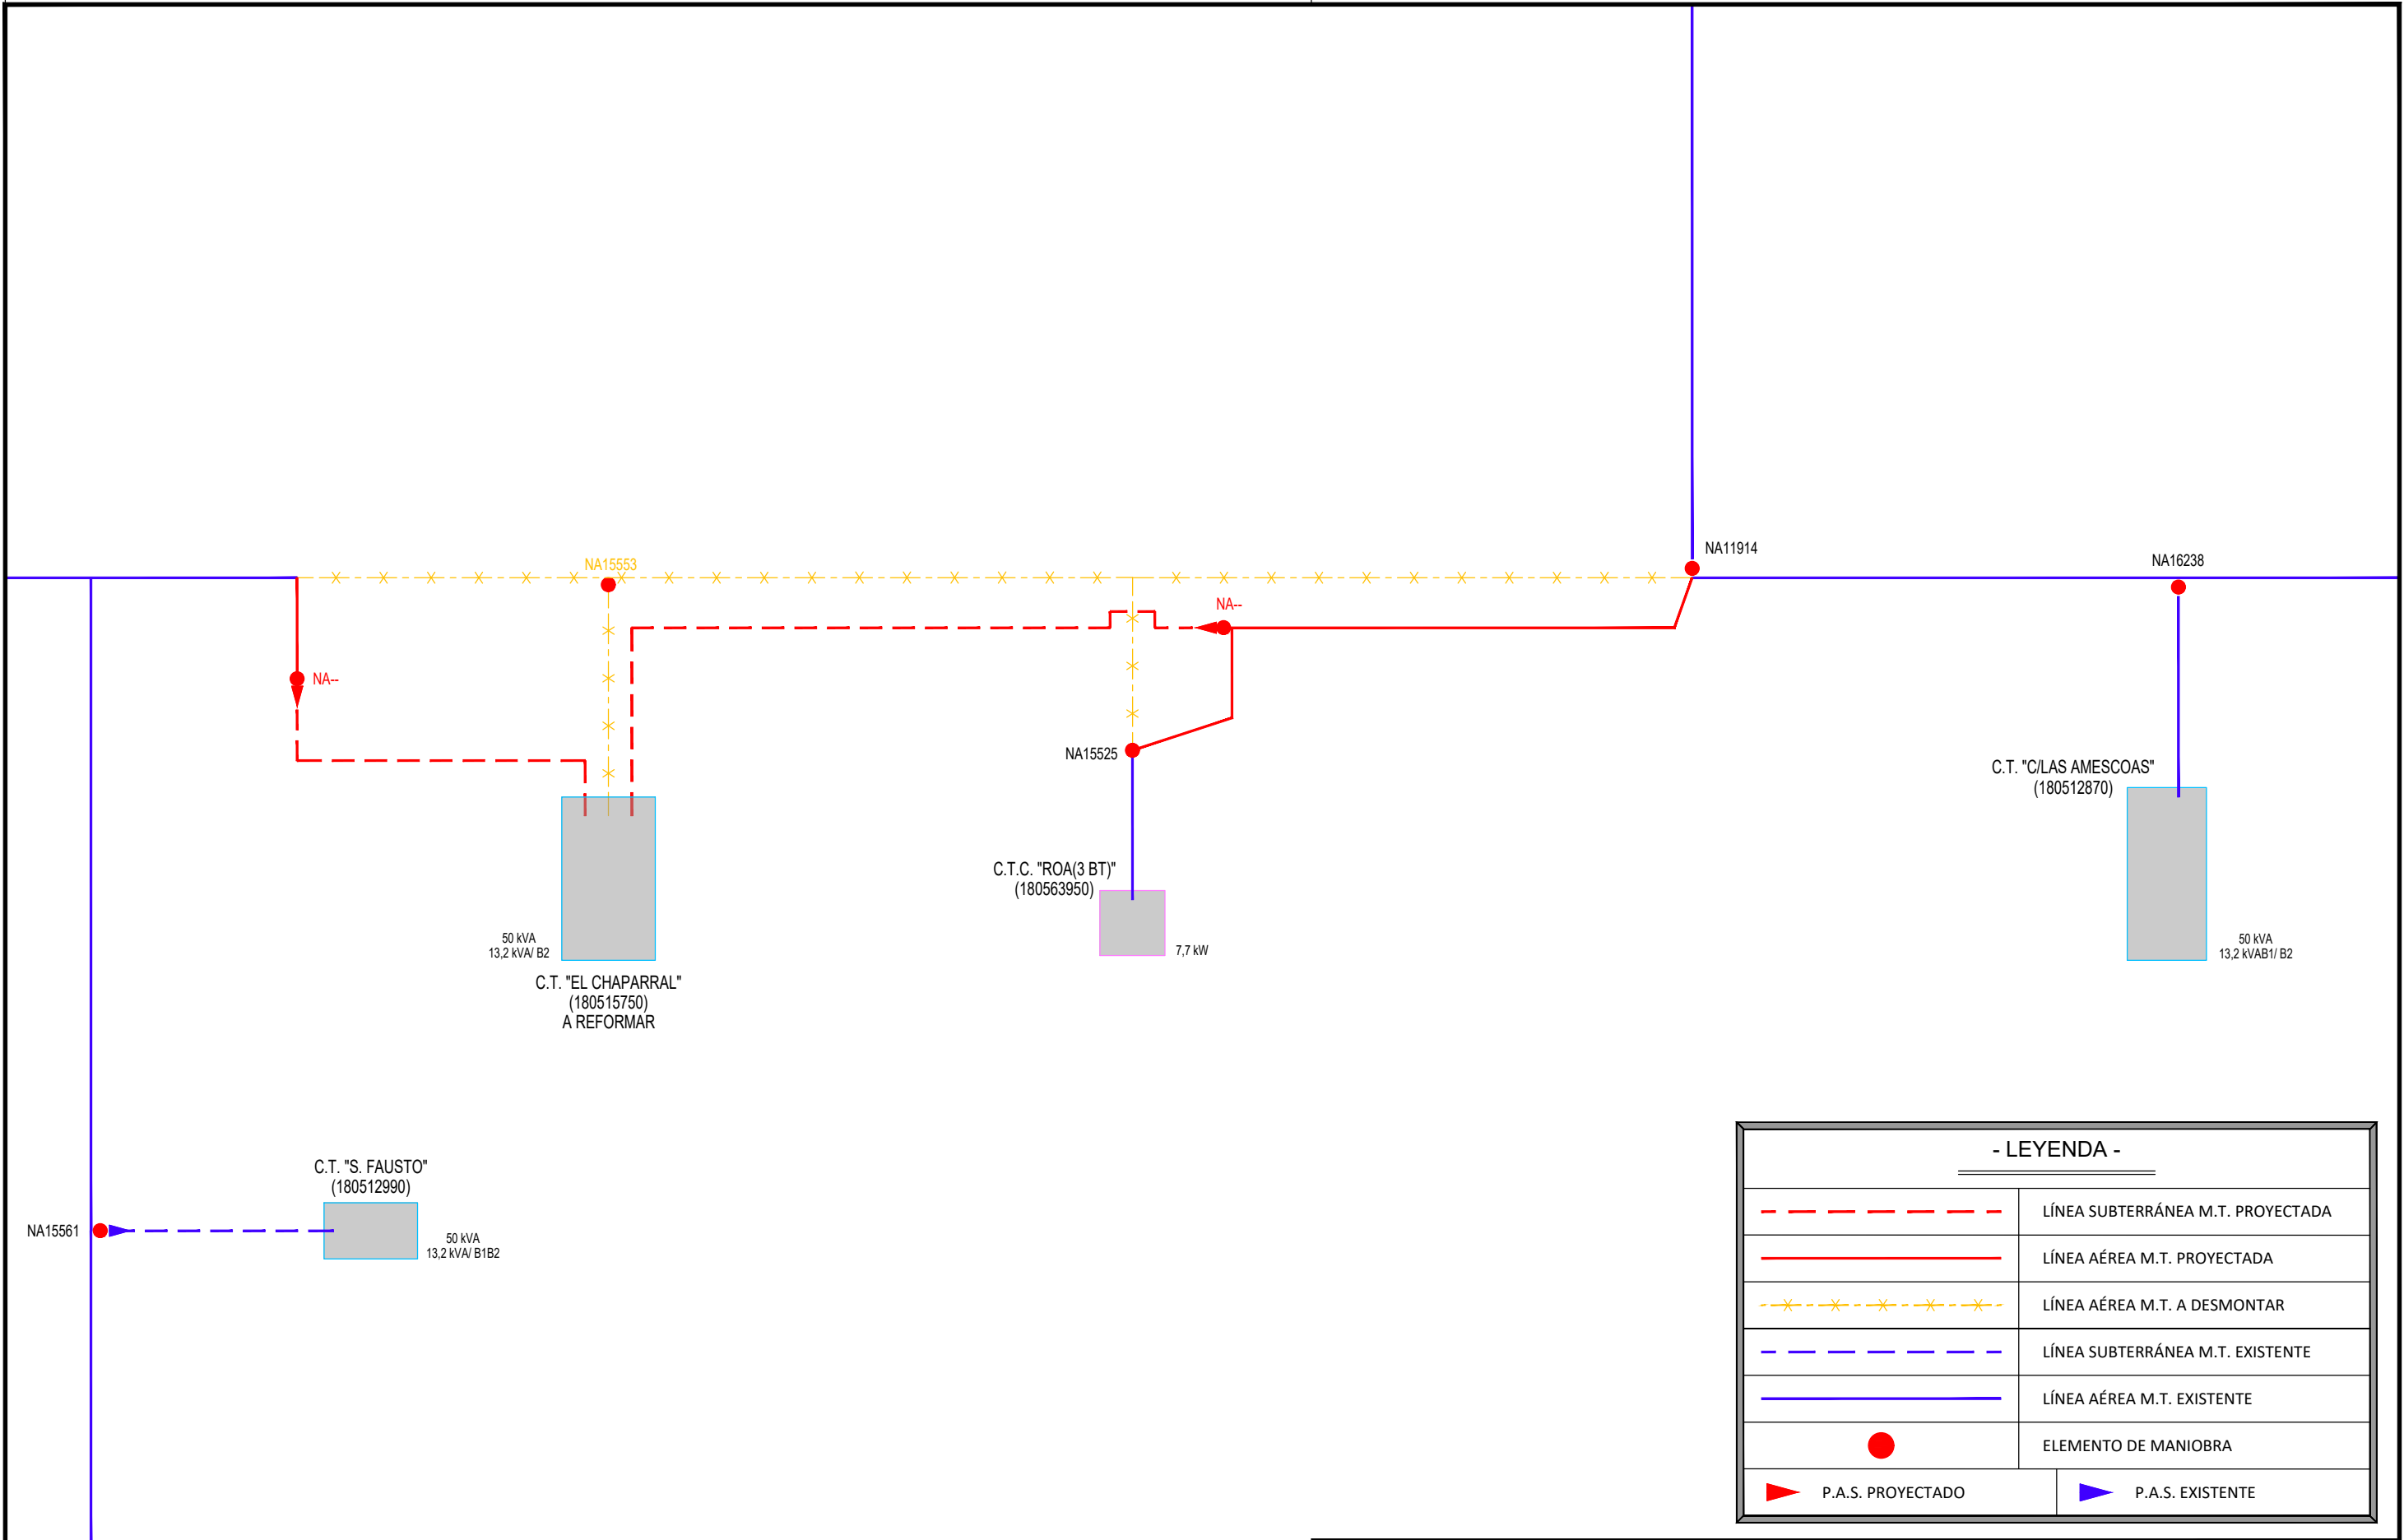 NA11914
NA15553
NA16238
NA--
NA--
NA15525
C.T. "C/LAS AMESCOAS"
(180512870)
C.T.C. "ROA(3 BT)"
(180563950)
50 kVA
13,2 kVA/ B2
7,7 kW
50 kVA
13,2 kVAB1/ B2
C.T. "EL CHAPARRAL"
(180515750)
A REFORMAR
C.T. "S. FAUSTO"
(180512990)
NA15561
50 kVA
13,2 kVA/ B1B2
- LEYENDA -
LÍNEA SUBTERRÁNEA M.T. PROYECTADA
LÍNEA AÉREA M.T. PROYECTADA
LÍNEA AÉREA M.T. A DESMONTAR
LÍNEA SUBTERRÁNEA M.T. EXISTENTE
LÍNEA AÉREA M.T. EXISTENTE
ELEMENTO DE MANIOBRA
P.A.S. PROYECTADO
P.A.S. EXISTENTE